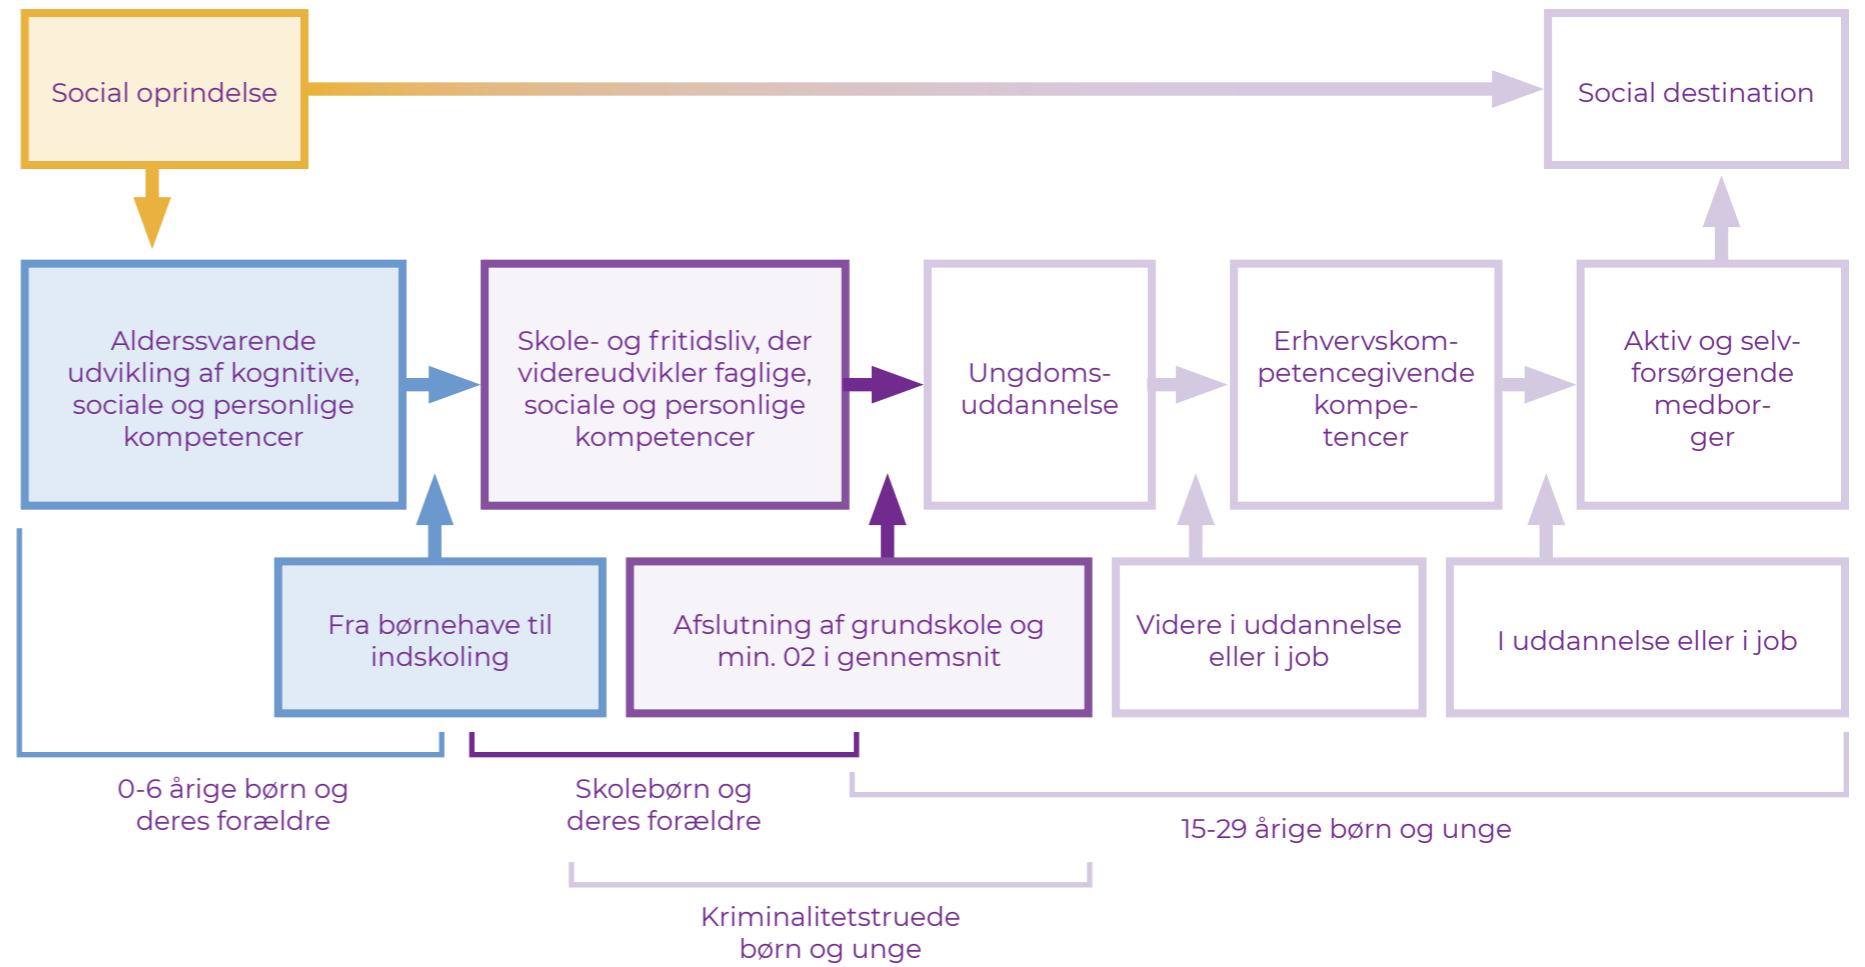 Social oprindelse
Social destination
Alderssvarende
udvikling af kognitive,
sociale og personlige
kompetencer
Skole- og fritidsliv, der
videreudvikler faglige,
sociale og personlige
kompetencer
Ungdoms-
uddannelse
Erhvervskom-
petencegivende
kompe-
tencer
Aktiv og selv-
forsørgende
medbor-
ger
Fra børnehave til
indskoling
Afslutning af grundskole og
min. 02 i gennemsnit
Videre i uddannelse
eller i job
I uddannelse eller i job
0-6 årige børn og
deres forældre
Skolebørn og
deres forældre
15-29 årige børn og unge
Kriminalitetstruede
børn og unge